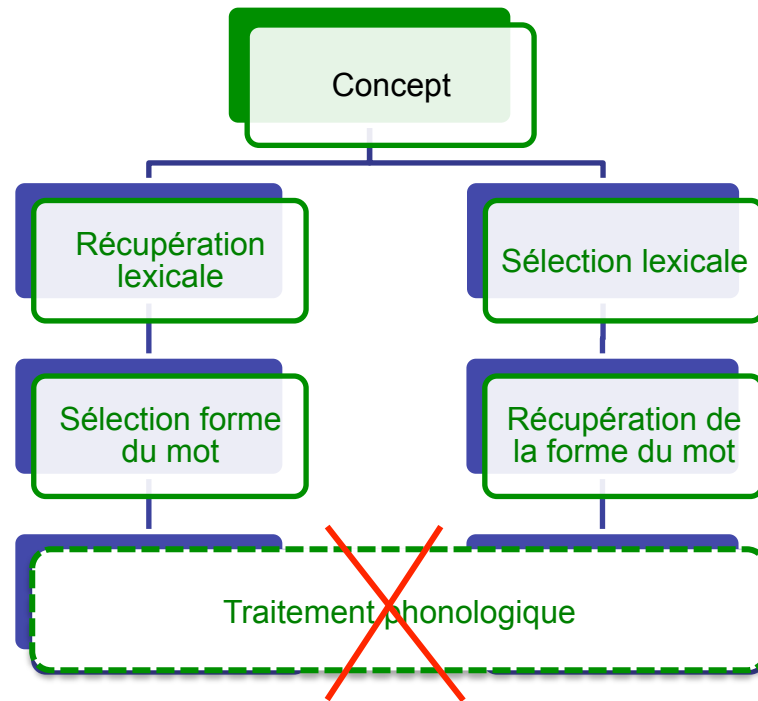 Concept
Récupération
lexicale
Sélection lexicale
Sélection forme
du mot
Récupération de
la forme du mot
Traitement phonologique